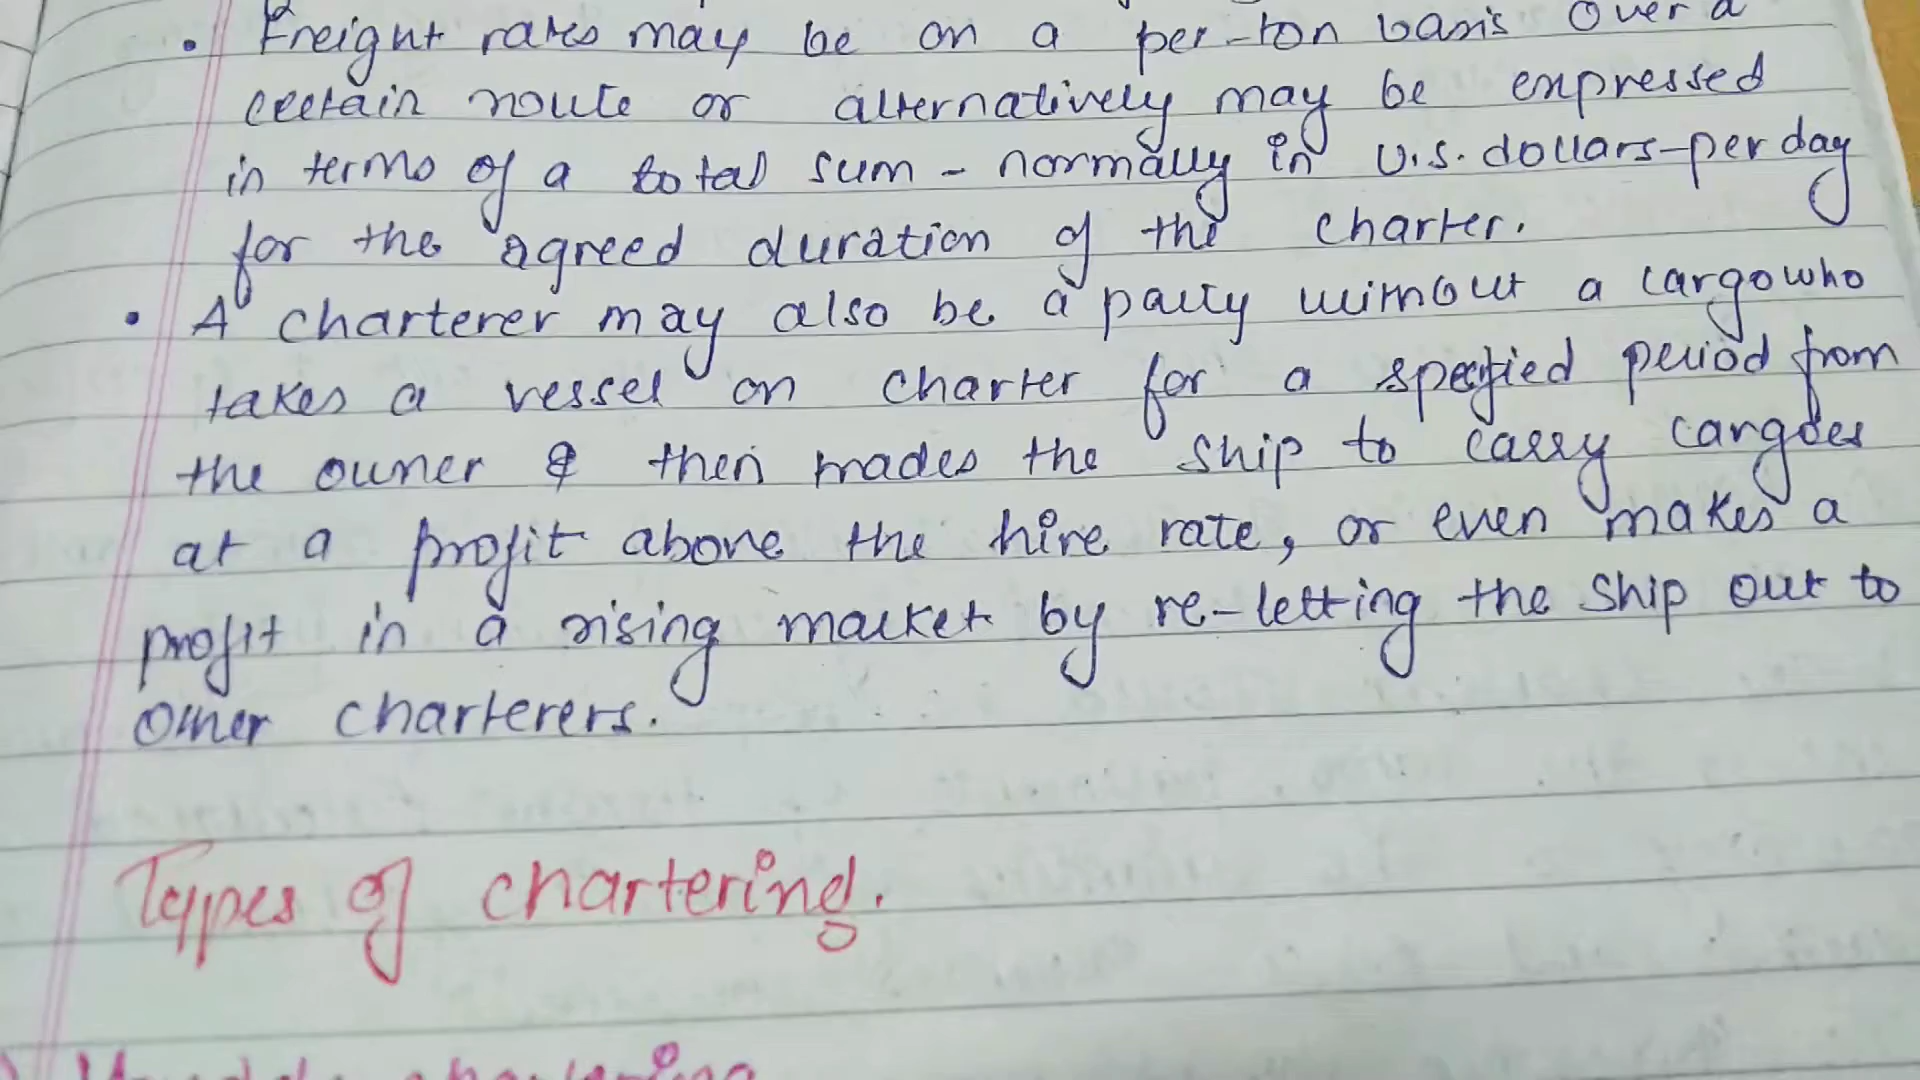 • Freight rates may be on a per-ton basis over a
certain route or alternatively may be expressed
in terms of a total sum - normally in U.S. dollars-per day
for the agreed duration of the charter.
• A charterer may also be a party without a cargo who
takes a vessel on charter for a specified period from
the owner & then trades the ship to carry cargoes
at a profit above the hire rate, or even makes a
profit in a rising market by re-letting the ship out to
other charterers.
Types of chartering.
chartering